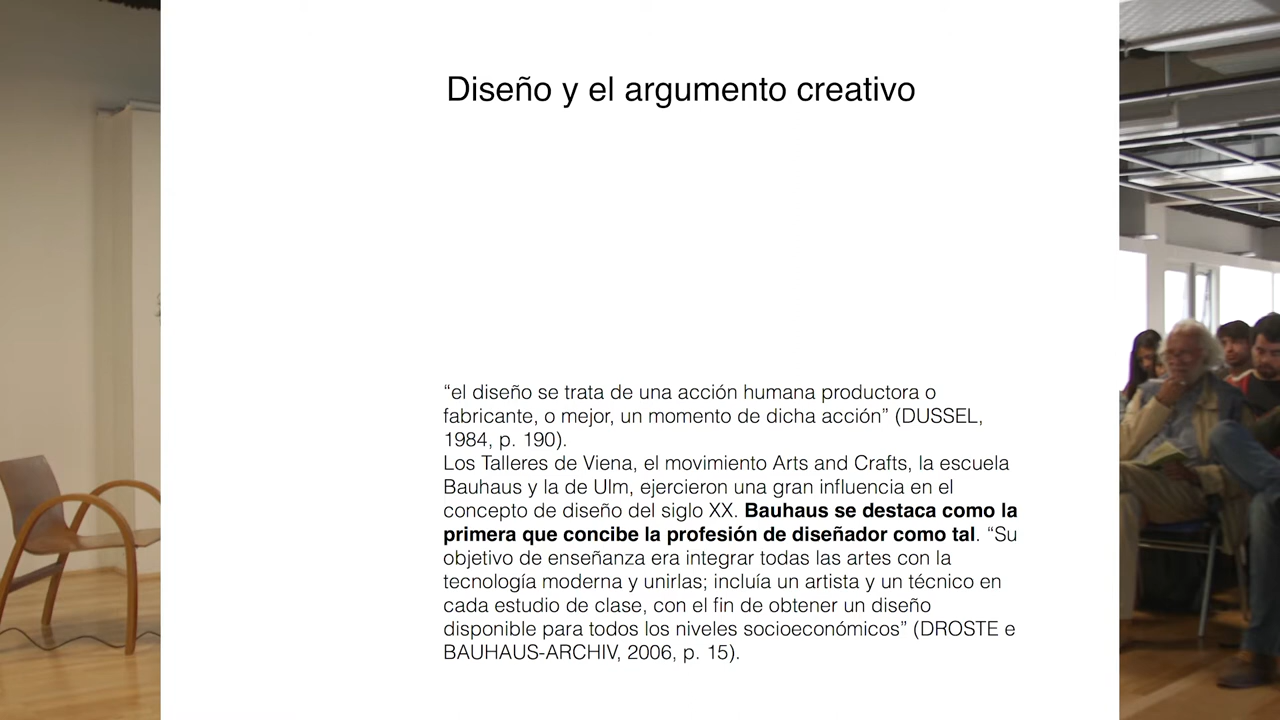 Diseño y el argumento creativo
“el diseño se trata de una acción humana productora o
fabricante, o mejor, un momento de dicha acción” (DUSSEL,
1984, p. 190).
Los Talleres de Viena, el movimiento Arts and Crafts, la escuela
Bauhaus y la de Ulm, ejercieron una gran influencia en el
concepto de diseño del siglo XX. Bauhaus se destaca como la
primera que concibe la profesión de diseñador como tal. “Su
objetivo de enseñanza era integrar todas las artes con la
tecnología moderna y unirlas; incluía un artista y un técnico en
cada estudio de clase, con el fin de obtener un diseño
disponible para todos los niveles socioeconómicos” (DROSTE e
BAUHAUS-ARCHIV, 2006, p. 15).